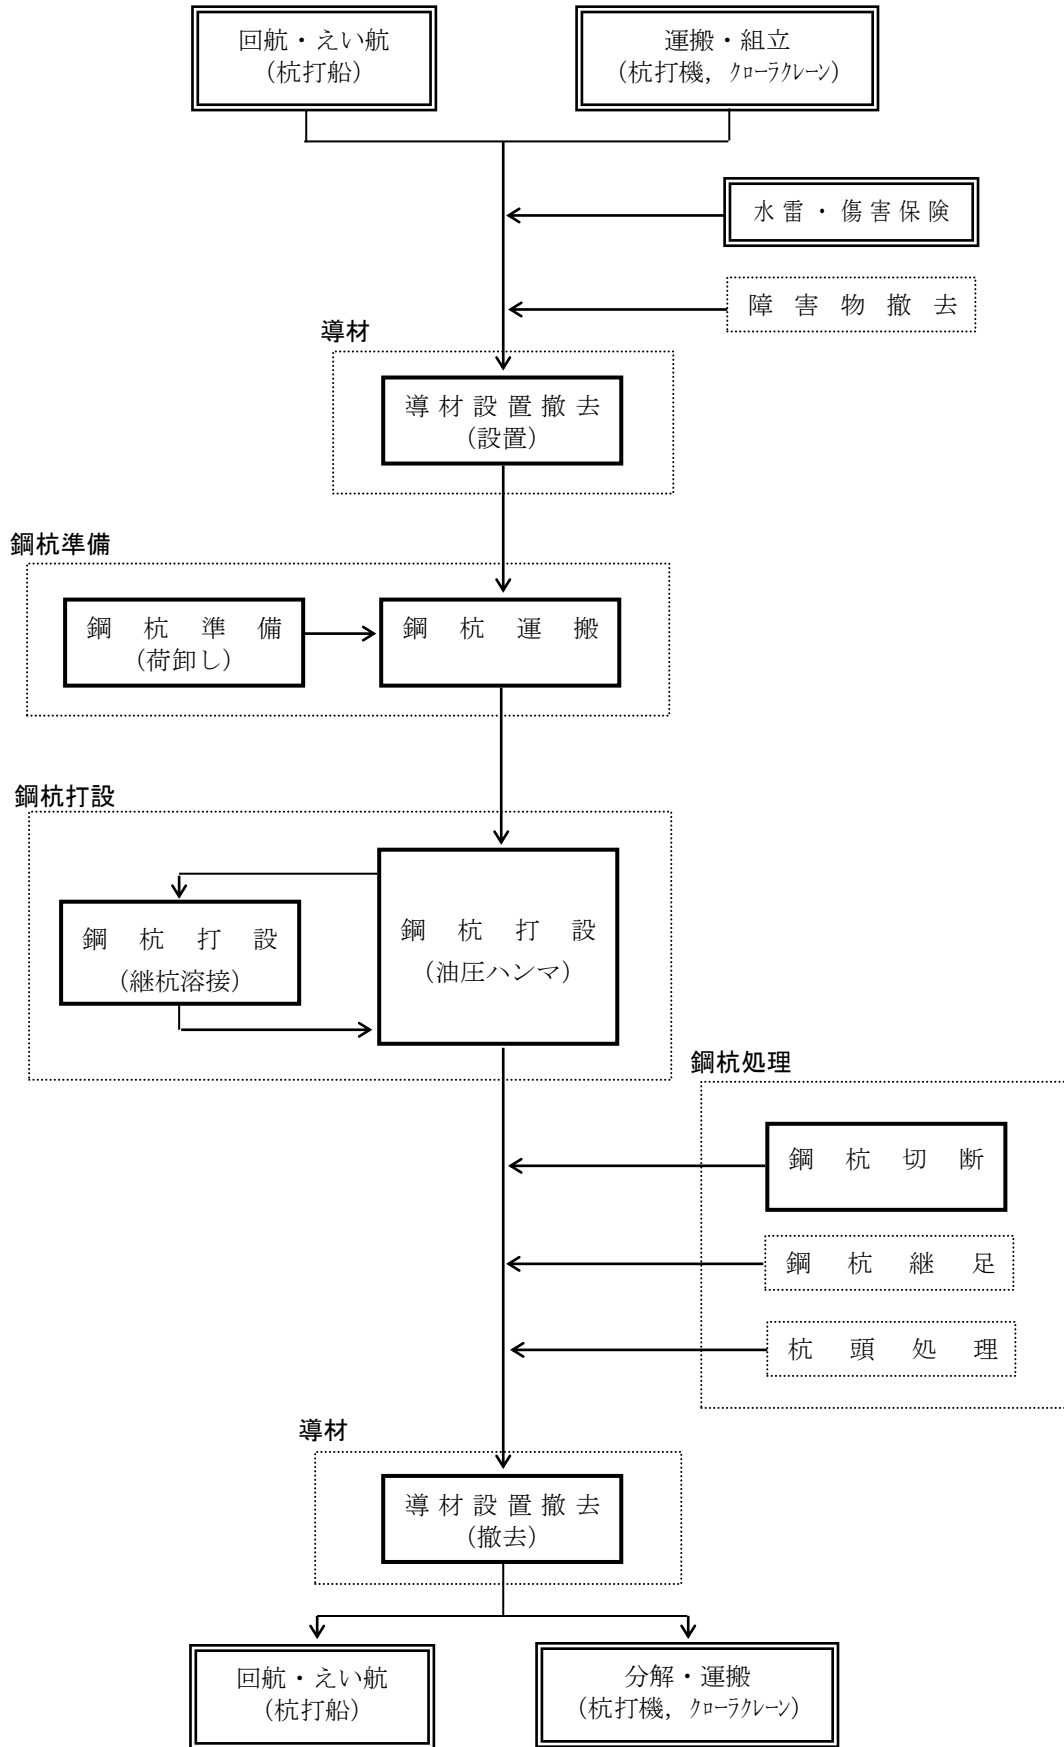 回航・えい航
（杭打船）
運搬・組立
（杭打機，ｸﾛｰﾗｸﾚｰﾝ）
水雷・傷害保険
障害物撤去
導材
導材設置撤去
（設置）
鋼杭準備
鋼杭準備
（荷卸し）
鋼杭運搬
鋼杭打設
鋼杭打設
（継杭溶接）
鋼杭打設
（油圧ハンマ）
鋼杭処理
鋼杭切断
鋼杭継足
杭頭処理
導材
導材設置撤去
（撤去）
回航・えい航
（杭打船）
分解・運搬
（杭打機，ｸﾛｰﾗｸﾚｰﾝ）